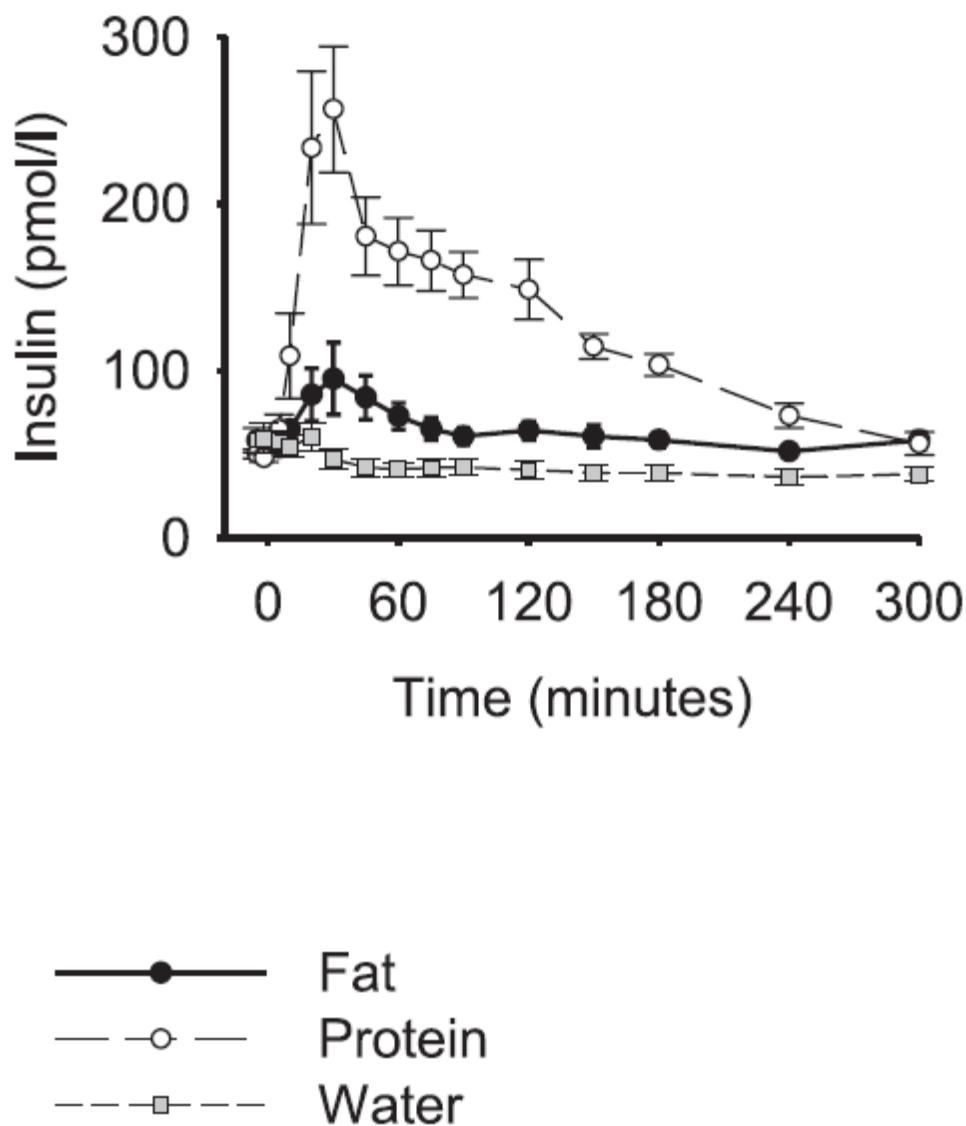 300
200
100
0
Insulin (pmol/l)
0 60 120 180 240 300
Time (minutes)
Fat
Protein
Water